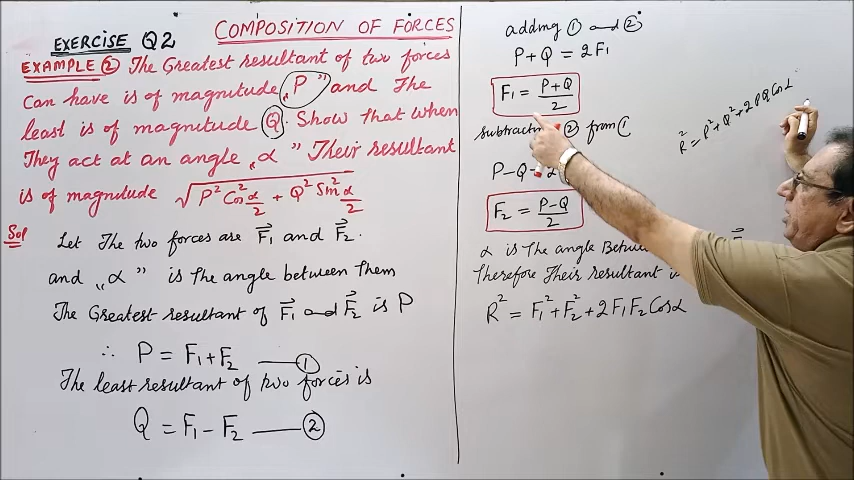 COMPOSITION OF FORCES
EXERCISE Q2
EXAMPLE ② The Greatest resultant of two forces
can have is of magnitude „P” and The
least is of magnitude Q. Show that when
They act at an angle „α” Their resultant
is of magnitude √(P² Cos² α/2 + Q² Sin² α/2)
Sol Let The two forces are F₁ and F₂.
and „α” is the angle between them
The Greatest resultant of F₁ and F₂ is P
∴ P = F₁+F₂ —— ①
The least resultant of two forces is
Q = F₁ - F₂ —— ②
adding ① and ②
P+Q = 2F₁
F₁ = P+Q/2
subtracting ② from ①
P-Q = 2
F₂ = P-Q/2
α is The angle Betwe
Therefore Their resultant i
R² = F₁² + F₂² + 2F₁F₂ Cosα
R² = P² + Q² + 2PQ Cosα